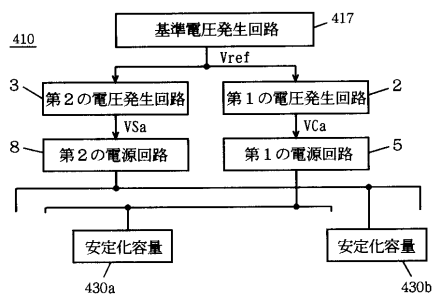 410
基準電圧発生回路
417
Vref
3
第2の電圧発生回路
第1の電圧発生回路
2
VSa
VCa
8
第2の電源回路
第1の電源回路
5
安定化容量
安定化容量
430a
430b